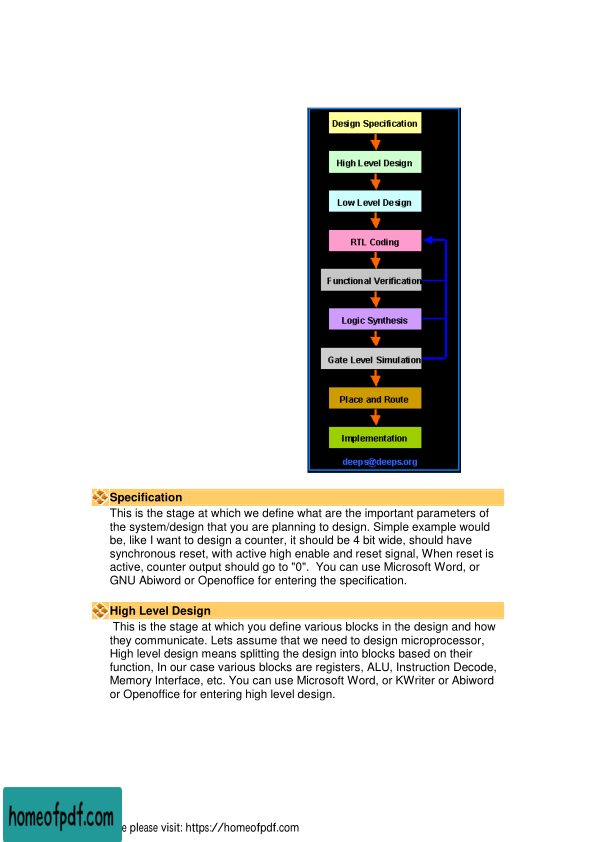 Design Specification
High Level Design
Low Level Design
RTL Coding
Functional Verification
Logic Synthesis
Gate Level Simulation
Place and Route
Implementation
deeps@deeps.org
Specification
This is the stage at which we define what are the important parameters of
the system/design that you are planning to design. Simple example would
be, like I want to design a counter, it should be 4 bit wide, should have
synchronous reset, with active high enable and reset signal, When reset is
active, counter output should go to "0". You can use Microsoft Word, or
GNU Abiword or Openoffice for entering the specification.
High Level Design
This is the stage at which you define various blocks in the design and how
they communicate. Lets assume that we need to design microprocessor,
High level design means splitting the design into blocks based on their
function, In our case various blocks are registers, ALU, Instruction Decode,
Memory Interface, etc. You can use Microsoft Word, or KWriter or Abiword
or Openoffice for entering high level design.
homeofpdf.com
e please visit: https://homeofpdf.com